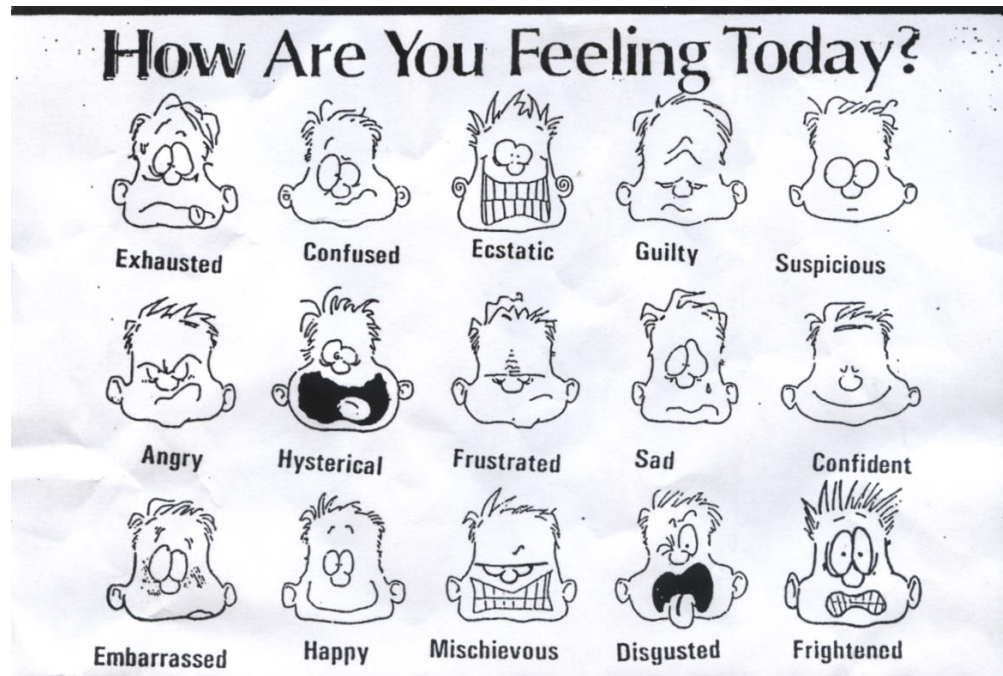 How Are You Feeling Today?
Exhausted Confused Ecstatic Guilty Suspicious
Angry Hysterical Frustrated Sad Confident
Embarrassed Happy Mischievous Disgusted Frightened